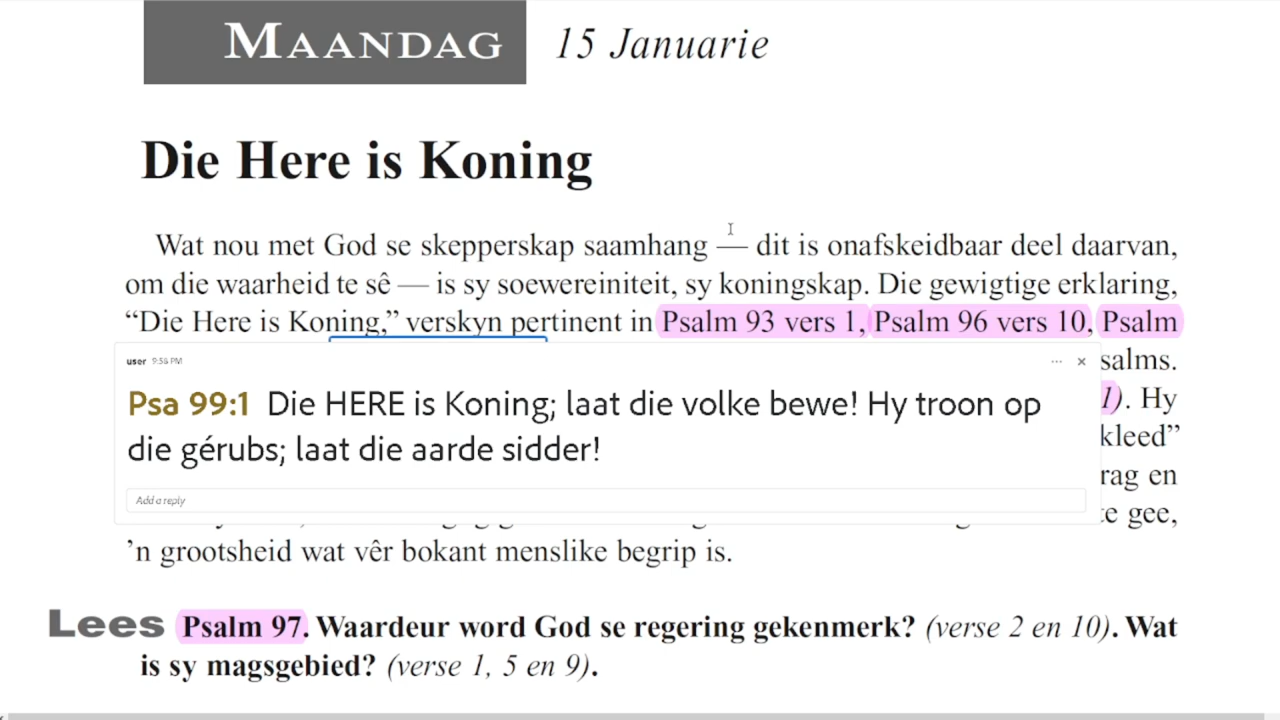 MAANDAG 15 Januarie
Die Here is Koning
Wat nou met God se skepperskap saamhang — dit is onafskeidbaar deel daarvan,
om die waarheid te sê — is sy soewereiniteit, sy koningskap. Die gewigtige erklaring,
“Die Here is Koning,” verskyn pertinent in Psalm 93 vers 1, Psalm 96 vers 10, Psalm
salms.
user 9:58 PM
1). Hy
Psa 99:1 Die HERE is Koning; laat die volke bewe! Hy troon op
kleed”
die gérubs; laat die aarde sidder!
rag en
Add a reply
te gee,
’n grootsheid wat vêr bokant menslike begrip is.
Lees Psalm 97. Waardeur word God se regering gekenmerk? (verse 2 en 10). Wat
is sy magsgebied? (verse 1, 5 en 9).